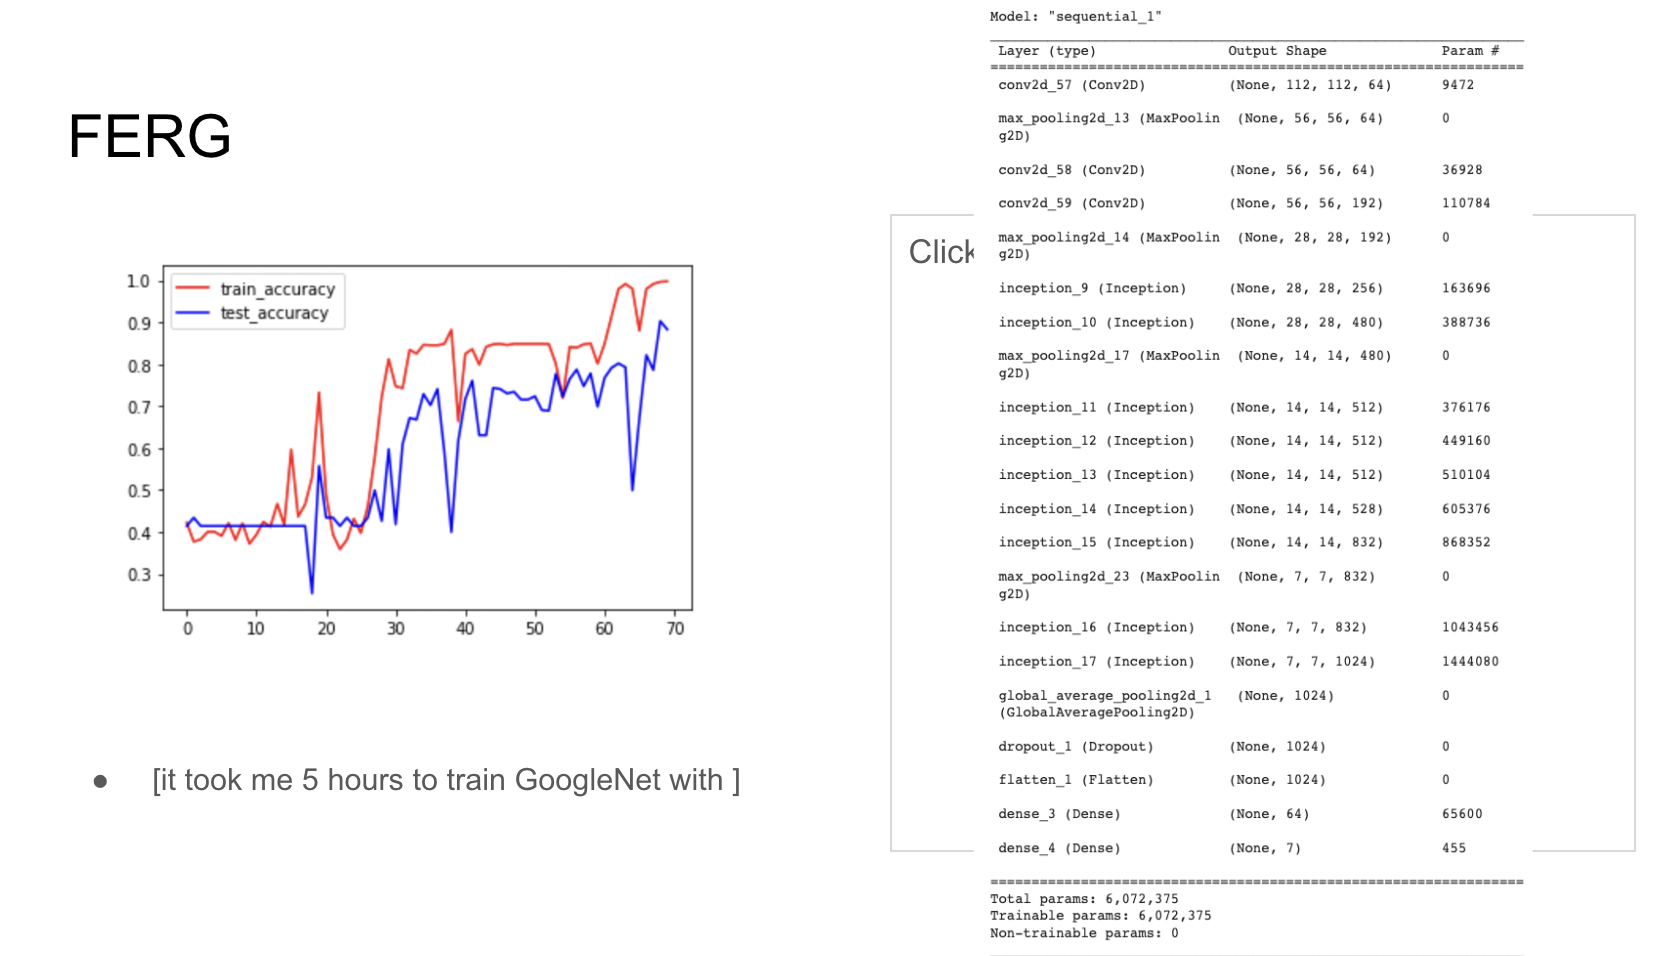 FERG
1.0
0.9
0.8
0.7
0.6
0.5
0.4
0.3
train_accuracy
test_accuracy
0 10 20 30 40 50 60 70
● [it took me 5 hours to train GoogleNet with ]
Click
Model: "sequential_1"
Layer (type) Output Shape Param #
conv2d_57 (Conv2D) (None, 112, 112, 64) 9472
max_pooling2d_13 (MaxPoolin (None, 56, 56, 64) 0
g2D)
conv2d_58 (Conv2D) (None, 56, 56, 64) 36928
conv2d_59 (Conv2D) (None, 56, 56, 192) 110784
max_pooling2d_14 (MaxPoolin (None, 28, 28, 192) 0
g2D)
inception_9 (Inception) (None, 28, 28, 256) 163696
inception_10 (Inception) (None, 28, 28, 480) 388736
max_pooling2d_17 (MaxPoolin (None, 14, 14, 480) 0
g2D)
inception_11 (Inception) (None, 14, 14, 512) 376176
inception_12 (Inception) (None, 14, 14, 512) 449160
inception_13 (Inception) (None, 14, 14, 512) 510104
inception_14 (Inception) (None, 14, 14, 528) 605376
inception_15 (Inception) (None, 14, 14, 832) 868352
max_pooling2d_23 (MaxPoolin (None, 7, 7, 832) 0
g2D)
inception_16 (Inception) (None, 7, 7, 832) 1043456
inception_17 (Inception) (None, 7, 7, 1024) 1444080
global_average_pooling2d_1 (None, 1024) 0
(GlobalAveragePooling2D)
dropout_1 (Dropout) (None, 1024) 0
flatten_1 (Flatten) (None, 1024) 0
dense_3 (Dense) (None, 64) 65600
dense_4 (Dense) (None, 7) 455
Total params: 6,072,375
Trainable params: 6,072,375
Non-trainable params: 0